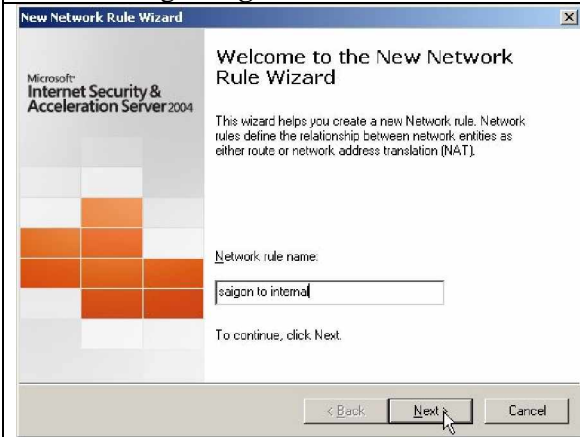 New Network Rule Wizard
Microsoft
Internet Security &
Acceleration Server 2004
Welcome to the New Network
Rule Wizard
This wizard helps you create a new Network rule. Network
rules define the relationship between network entities as
either route or network address translation (NAT).
Network rule name:
saigon to internal
To continue, click Next.
< Back
Next >
Cancel